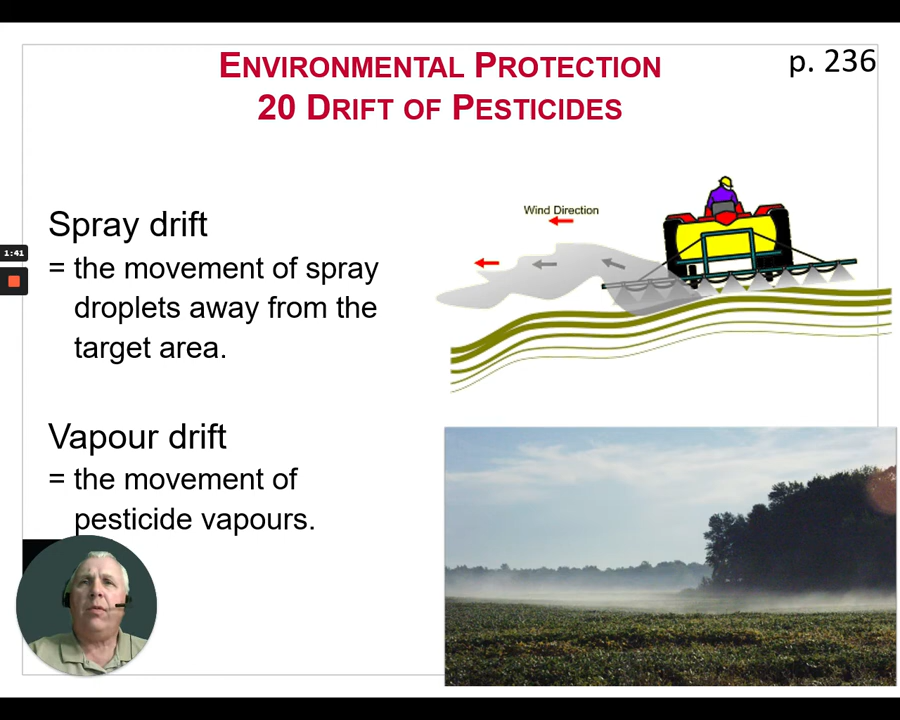 ENVIRONMENTAL PROTECTION
20 DRIFT OF PESTICIDES
p. 236
Spray drift
= the movement of spray
droplets away from the
target area.
Wind Direction
1:41
Vapour drift
= the movement of
pesticide vapours.